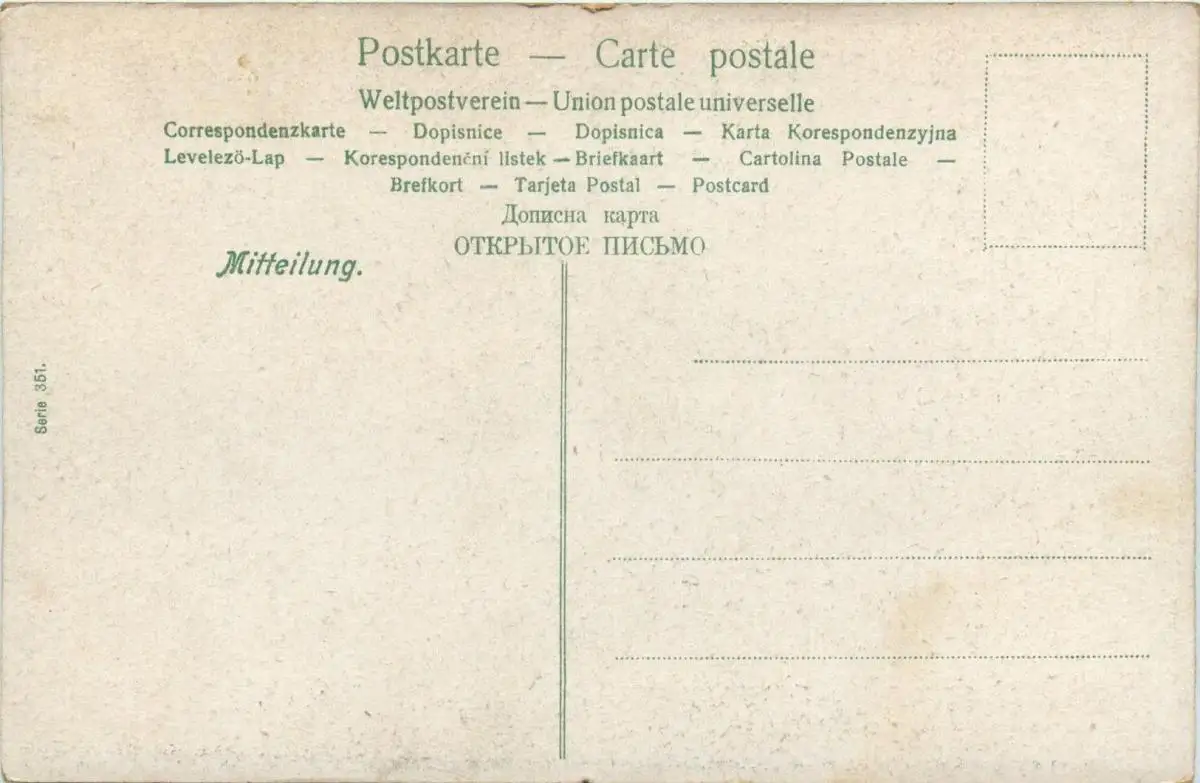 Postkarte — Carte postale
Weltpostverein — Union postale universelle
Correspondenzkarte — Dopisnice — Dopisnica — Karta Korespondenzyjna
Levelezö-Lap — Korespondenční lístek — Briefkaart — Cartolina Postale —
Brefkort — Tarjeta Postal — Postcard
Дописна карта
ОТКРЫТОЕ ПИСЬМО
Mitteilung.
Serie 351.